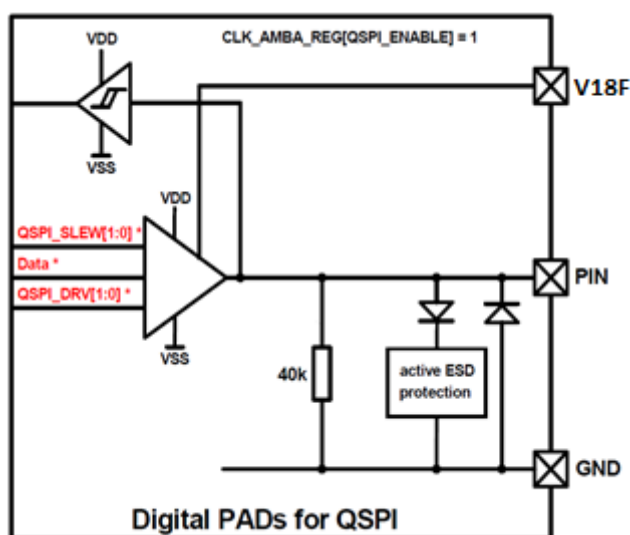 VDD
CLK_AMBA_REG[QSPI_ENABLE] = 1
V18F
VSS
VDD
QSPI_SLEW[1:0] *
Data *
PIN
QSPI_DRV[1:0] *
VSS
40k
active ESD
protection
GND
Digital PADs for QSPI